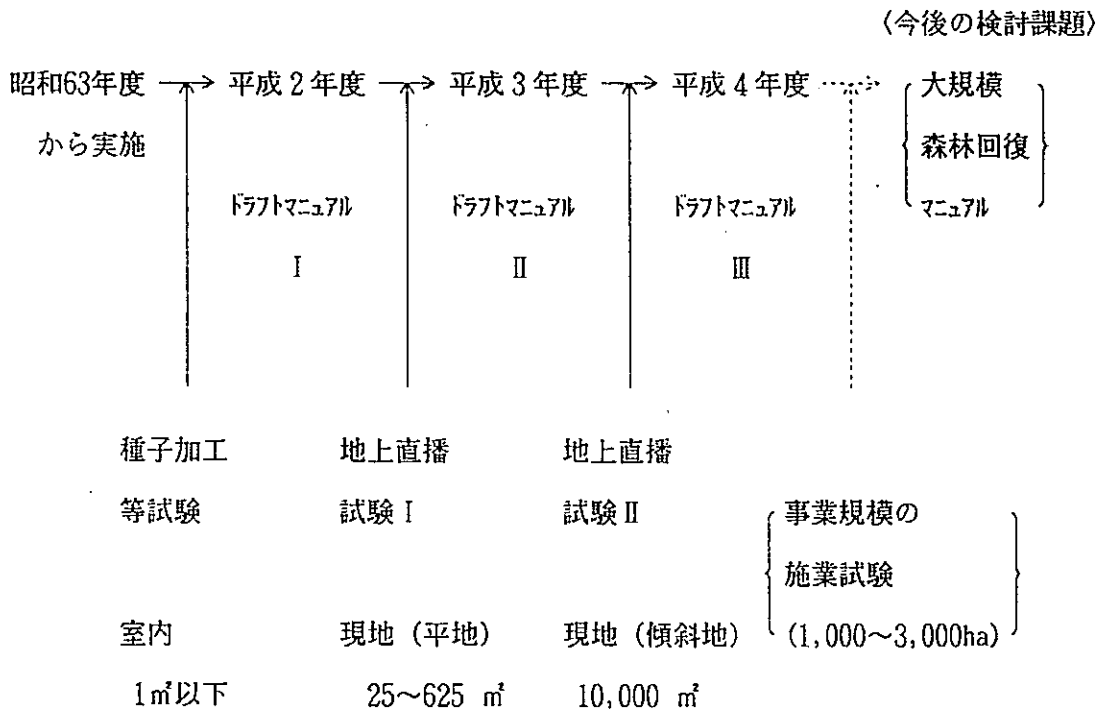 〈今後の検討課題〉
昭和63年度 → 平成2年度 → 平成3年度 → 平成4年度 → 大規模
から実施 森林回復
ドラフトマニュアル ドラフトマニュアル ドラフトマニュアル マニュアル
Ⅰ Ⅱ Ⅲ
種子加工 地上直播 地上直播
等試験 試験Ⅰ 試験Ⅱ 事業規模の
施業試験
室内 現地（平地） 現地（傾斜地） (1,000～3,000ha)
1㎡以下 25～625 ㎡ 10,000 ㎡